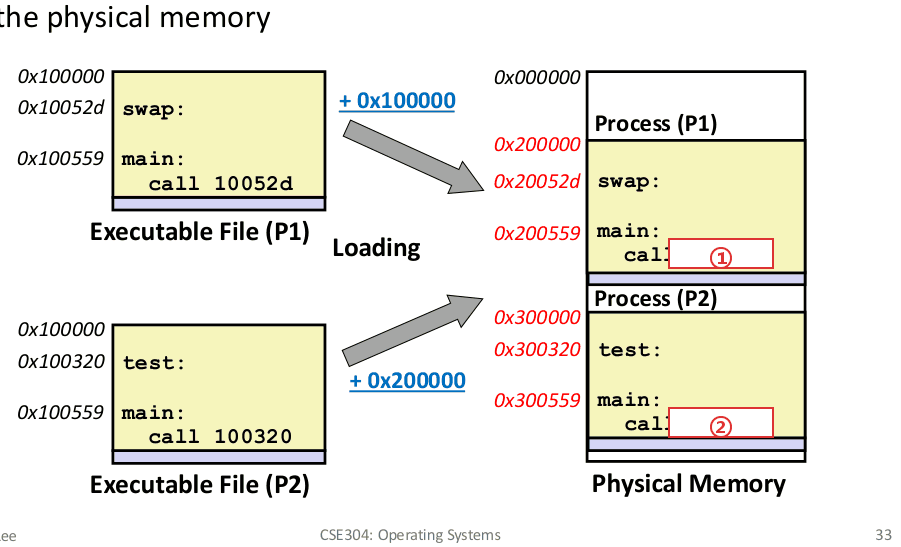 the physical memory
0x100000
0x10052d
swap:
0x100559
main:
call 10052d
Executable File (P1)
+ 0x100000
Loading
0x100000
0x100320
test:
0x100559
main:
call 100320
Executable File (P2)
+ 0x200000
0x000000
Process (P1)
0x200000
0x20052d
swap:
0x200559
main:
call ①
Process (P2)
0x300000
0x300320
test:
0x300559
main:
call ②
Physical Memory
ee
CSE304: Operating Systems
33